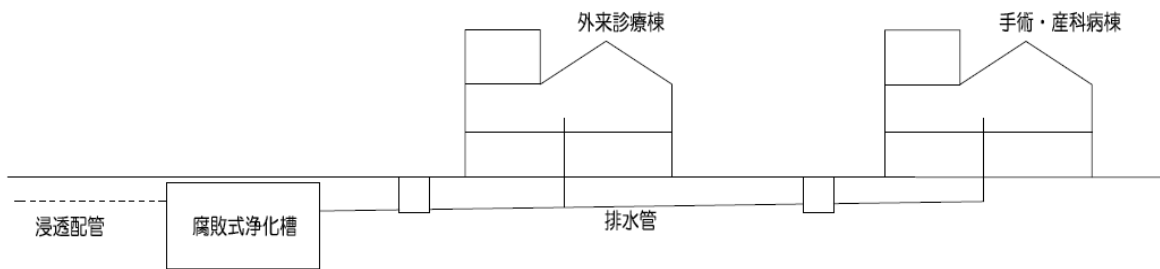 外来診療棟
手術・産科病棟
浸透配管
腐敗式浄化槽
排水管